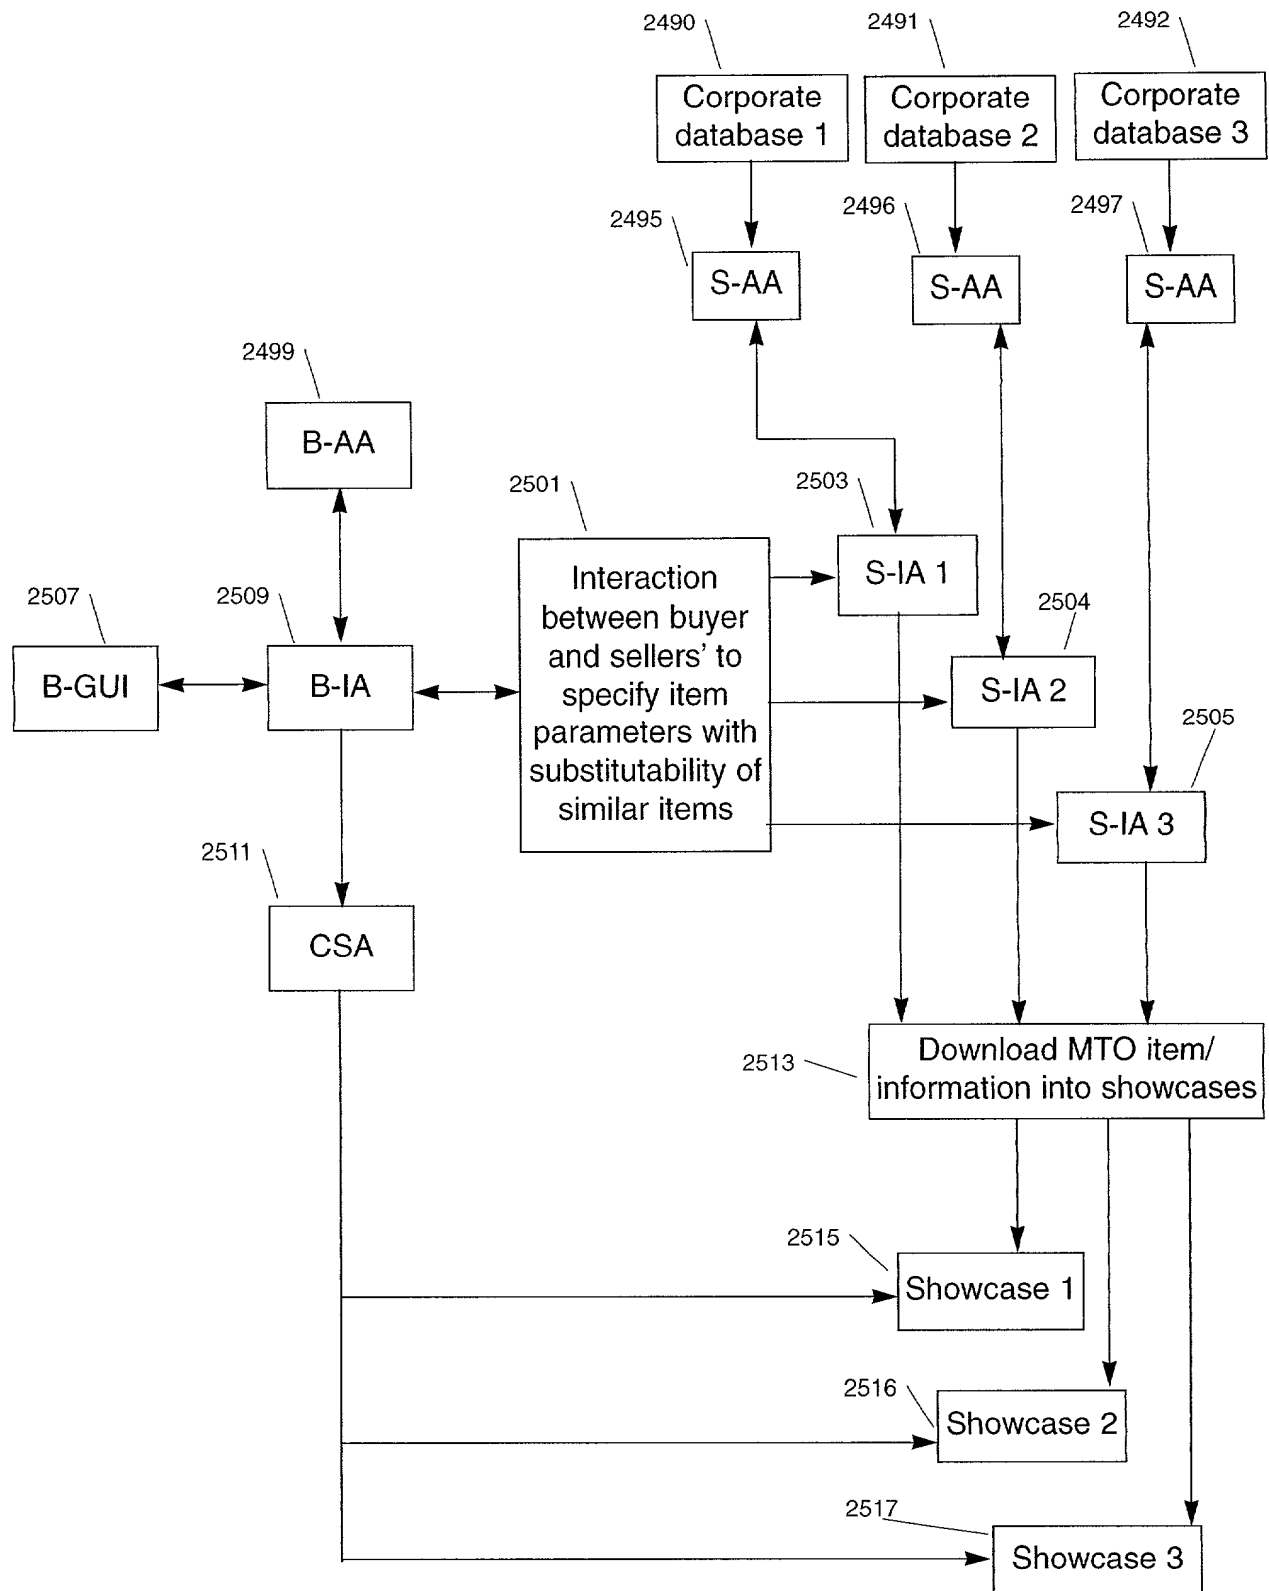 2490
2491
2492
Corporate
database 1
Corporate
database 2
Corporate
database 3
2495
2496
2497
S-AA
S-AA
S-AA
2499
B-AA
2501
2503
Interaction
between buyer
and sellers' to
specify item
parameters with
substitutability of
similar items
S-IA 1
2504
S-IA 2
2505
S-IA 3
2507
2509
B-GUI
B-IA
2511
CSA
2513
Download MTO item/
information into showcases
2515
Showcase 1
2516
Showcase 2
2517
Showcase 3